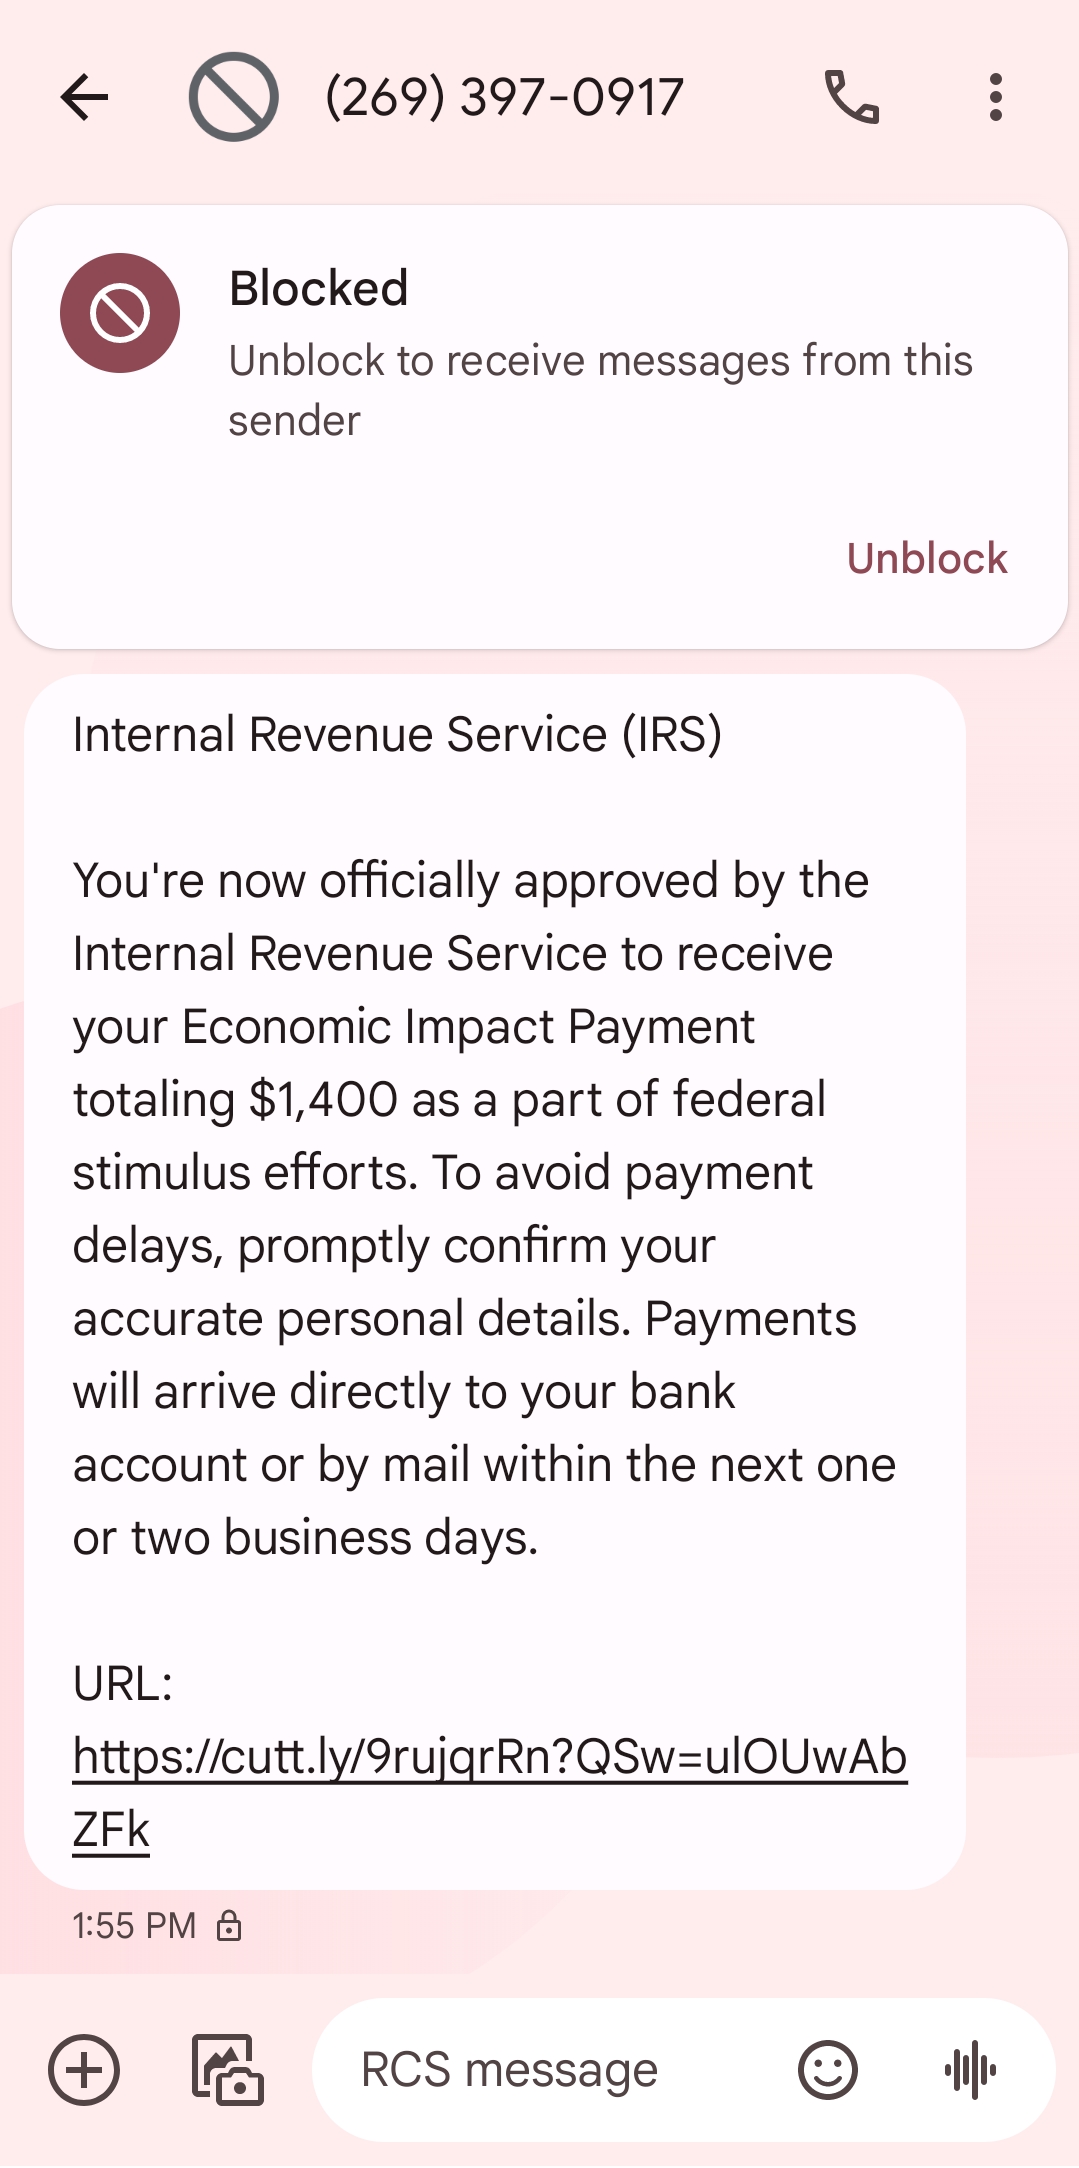 (269) 397-0917
Blocked
Unblock to receive messages from this
sender
Unblock
Internal Revenue Service (IRS)
You're now officially approved by the
Internal Revenue Service to receive
your Economic Impact Payment
totaling $1,400 as a part of federal
stimulus efforts. To avoid payment
delays, promptly confirm your
accurate personal details. Payments
will arrive directly to your bank
account or by mail within the next one
or two business days.
URL:
https://cutt.ly/9rujqrRn?QSw=ulOUwAb
ZFk
1:55 PM
RCS message